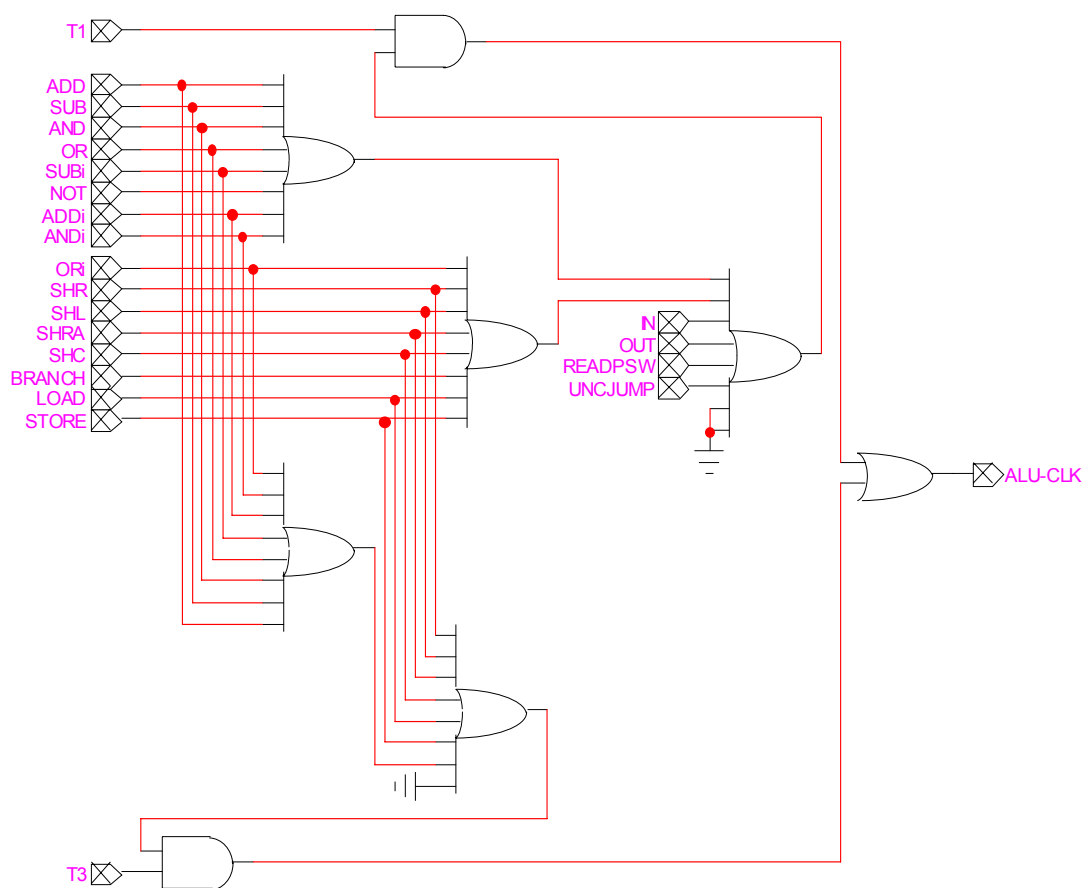 T1
ADD
SUB
AND
OR
SUBi
NOT
ADDi
ANDi
ORi
SHR
SHL
SHRA
SHC
BRANCH
LOAD
STORE
IN
OUT
READPSW
UNCJUMP
ALU-CLK
T3